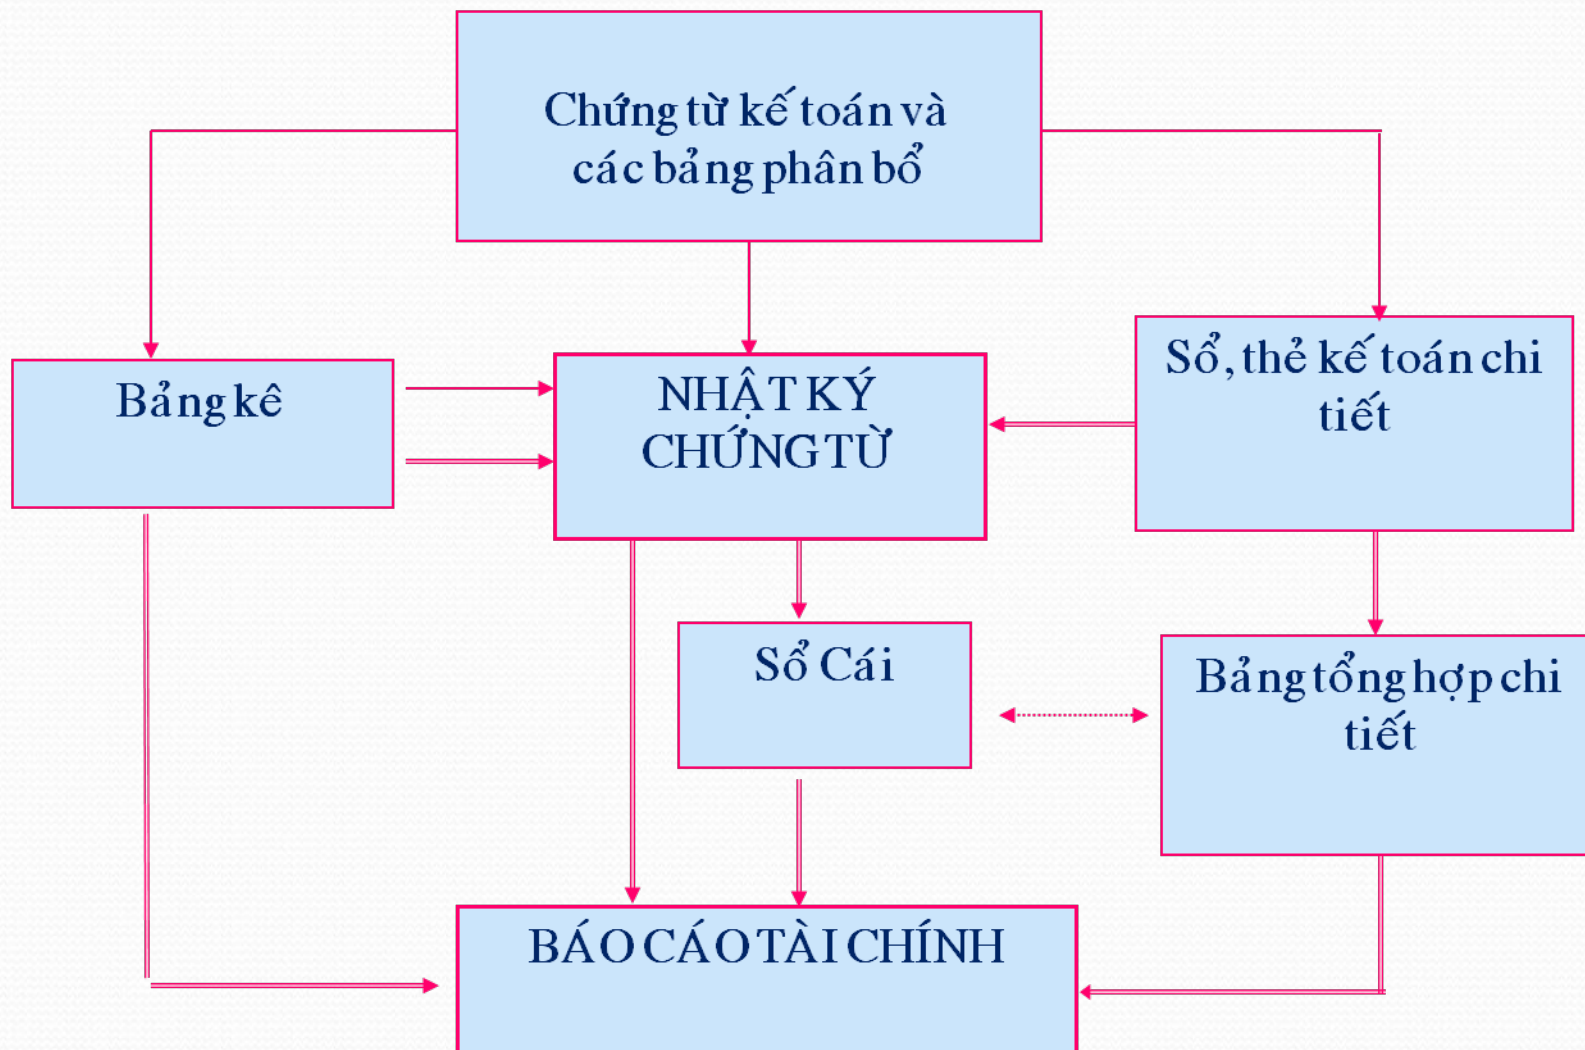 Chứng từ kế toán và
các bảng phân bổ
Bảng kê
NHẬT KÝ
CHỨNG TỪ
Sổ, thẻ kế toán chi
tiết
Sổ Cái
Bảng tổng hợp chi
tiết
BÁO CÁO TÀI CHÍNH